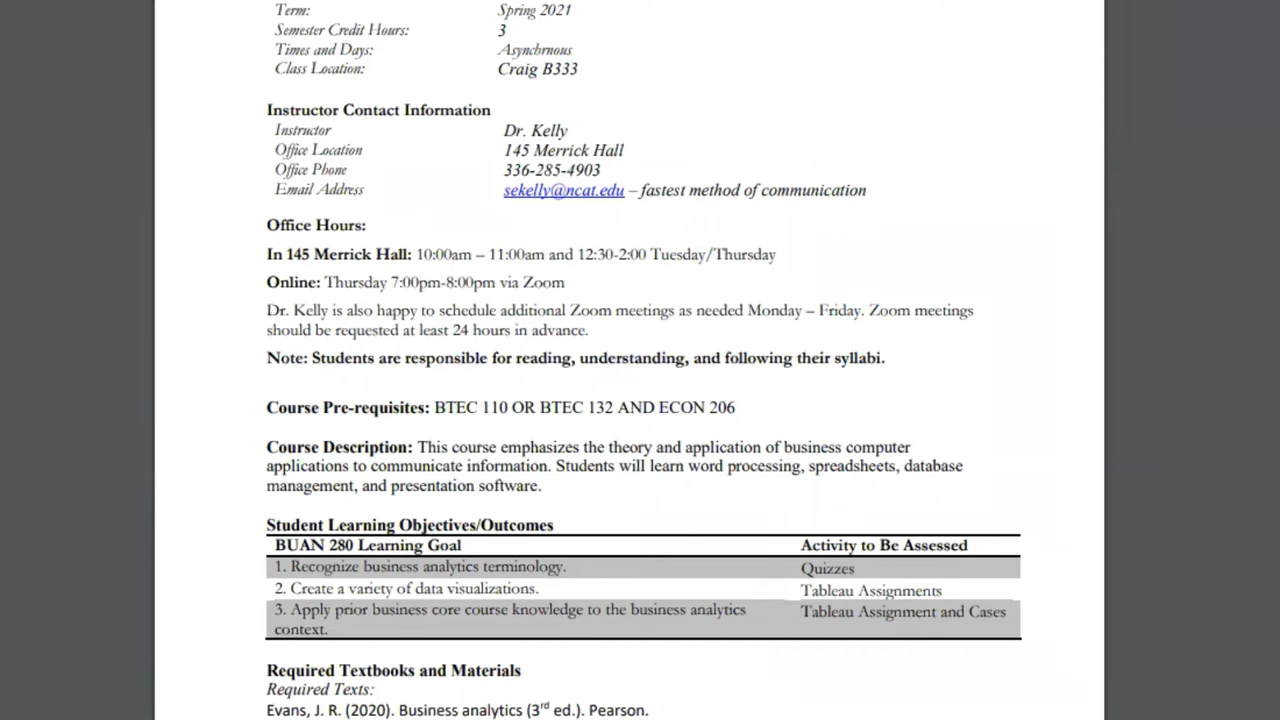 Term: Spring 2021
Semester Credit Hours: 3
Times and Days: Asynchrnous
Class Location: Craig B333
Instructor Contact Information
Instructor Dr. Kelly
Office Location 145 Merrick Hall
Office Phone 336-285-4903
Email Address sekelly@ncat.edu – fastest method of communication
Office Hours:
In 145 Merrick Hall: 10:00am – 11:00am and 12:30-2:00 Tuesday/Thursday
Online: Thursday 7:00pm-8:00pm via Zoom
Dr. Kelly is also happy to schedule additional Zoom meetings as needed Monday – Friday. Zoom meetings
should be requested at least 24 hours in advance.
Note: Students are responsible for reading, understanding, and following their syllabi.
Course Pre-requisites: BTEC 110 OR BTEC 132 AND ECON 206
Course Description: This course emphasizes the theory and application of business computer
applications to communicate information. Students will learn word processing, spreadsheets, database
management, and presentation software.
Student Learning Objectives/Outcomes
BUAN 280 Learning Goal Activity to Be Assessed
1. Recognize business analytics terminology. Quizzes
2. Create a variety of data visualizations. Tableau Assignments
3. Apply prior business core course knowledge to the business analytics Tableau Assignment and Cases
context.
Required Textbooks and Materials
Required Texts:
Evans, J. R. (2020). Business analytics (3rd ed.). Pearson.